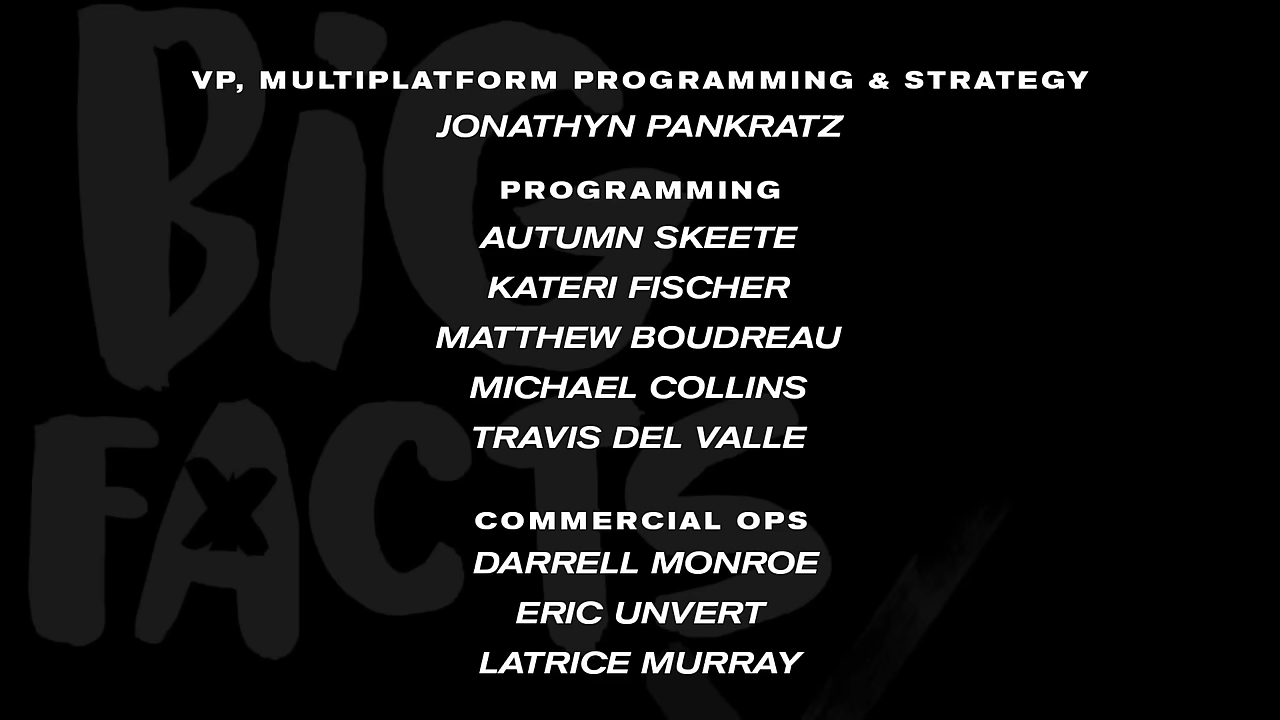 BIG
FACTS
VP, MULTIPLATFORM PROGRAMMING & STRATEGY
JONATHYN PANKRATZ
PROGRAMMING
AUTUMN SKEETE
KATERI FISCHER
MATTHEW BOUDREAU
MICHAEL COLLINS
TRAVIS DEL VALLE
COMMERCIAL OPS
DARRELL MONROE
ERIC UNVERT
LATRICE MURRAY